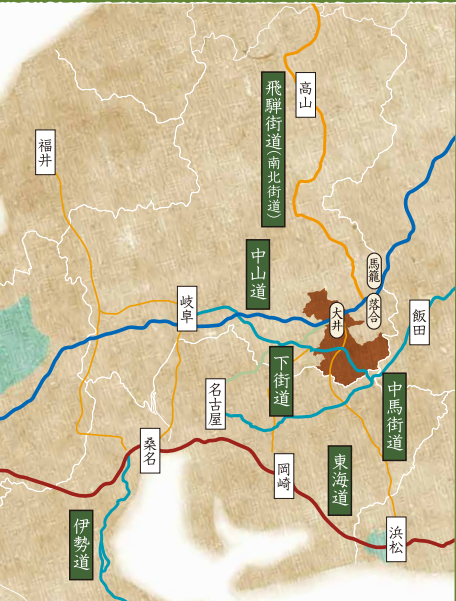 高山
飛騨街道(南北街道)
福井
中山道
馬籠
落合
大井
岐阜
飯田
下街道
名古屋
中馬街道
桑名
岡崎
東海道
伊勢道
浜松